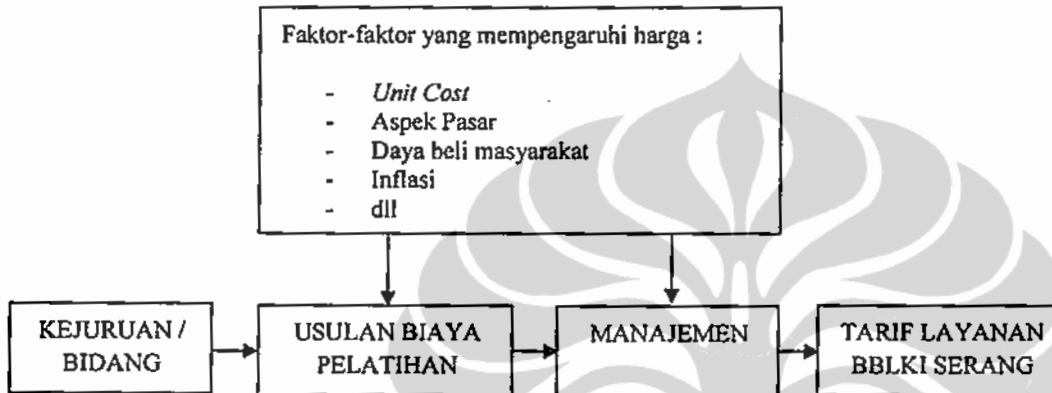 Faktor-faktor yang mempengaruhi harga :
- Unit Cost
- Aspek Pasar
- Daya beli masyarakat
- Inflasi
- dll
KEJURUAN /
BIDANG
USULAN BIAYA
PELATIHAN
MANAJEMEN
TARIF LAYANAN
BBLKI SERANG